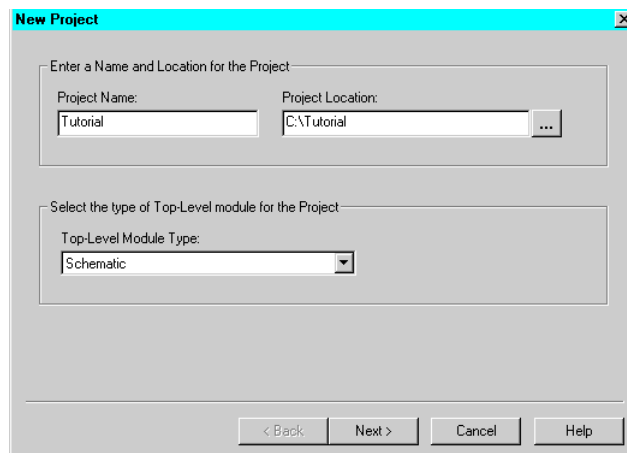 New Project
Enter a Name and Location for the Project
Project Name: Project Location:
Tutorial C:\Tutorial ...
Select the type of Top-Level module for the Project
Top-Level Module Type:
Schematic
< Back Next > Cancel Help